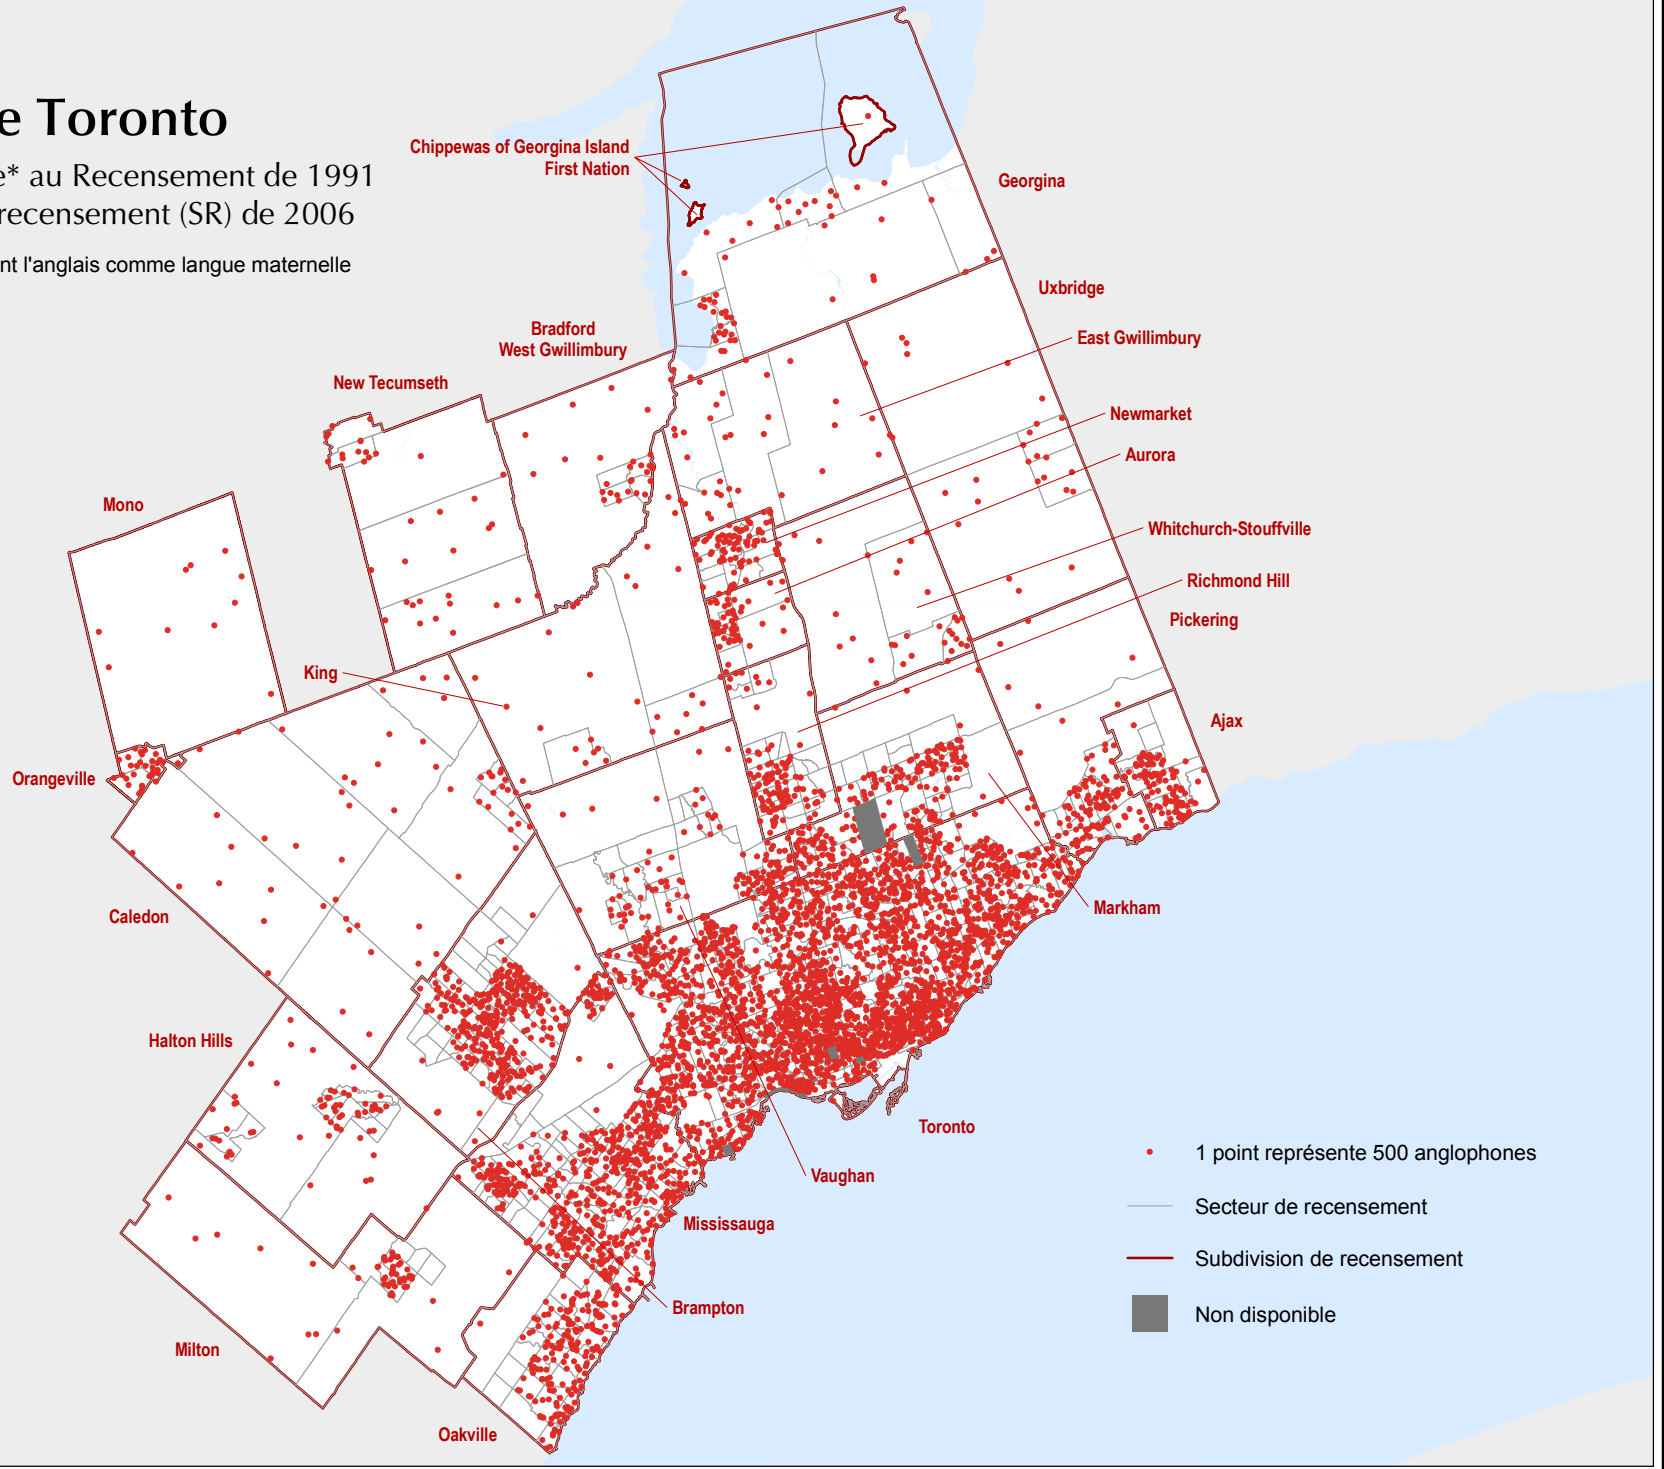 e Toronto
e* au Recensement de 1991
recensement (SR) de 2006
nt l'anglais comme langue maternelle
Chippewas of Georgina Island
First Nation
Georgina
Uxbridge
Bradford
West Gwillimbury
East Gwillimbury
New Tecumseth
Newmarket
Aurora
Mono
Whitchurch-Stouffville
Richmond Hill
Pickering
King
Ajax
Orangeville
Caledon
Markham
Halton Hills
Toronto
Vaughan
Mississauga
Brampton
Milton
Oakville
1 point représente 500 anglophones
Secteur de recensement
Subdivision de recensement
Non disponible